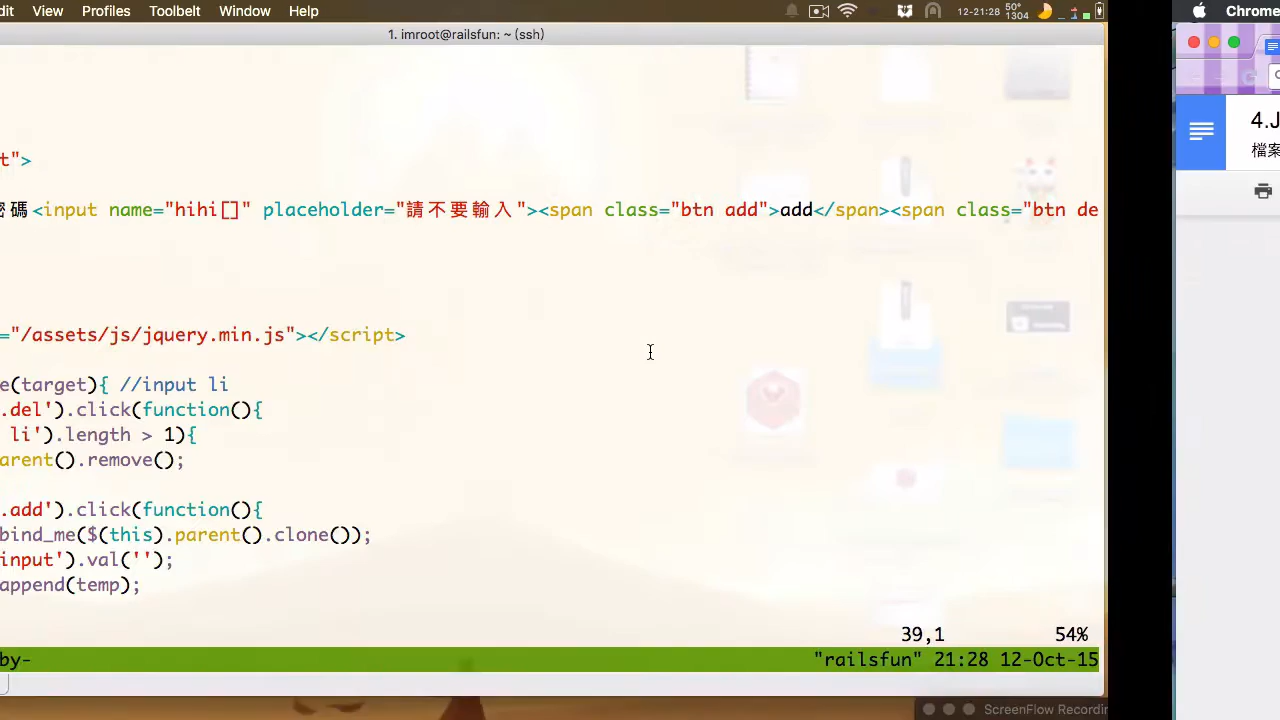 dit View Profiles Toolbelt Window Help 12-21:28 50° 1304
Chrome
1. imroot@railsfun: ~ (ssh)
4.J
檔案
t">
密碼<input name="hihi[]" placeholder="請不要輸入"><span class="btn add">add</span><span class="btn de
="/assets/js/jquery.min.js"></script>
e(target){ //input li
.del').click(function(){
li').length > 1){
arent().remove();
.add').click(function(){
bind_me($(this).parent().clone());
input').val('');
append(temp);
39,1 54%
by- "railsfun" 21:28 12-Oct-15
ScreenFlow Recordin